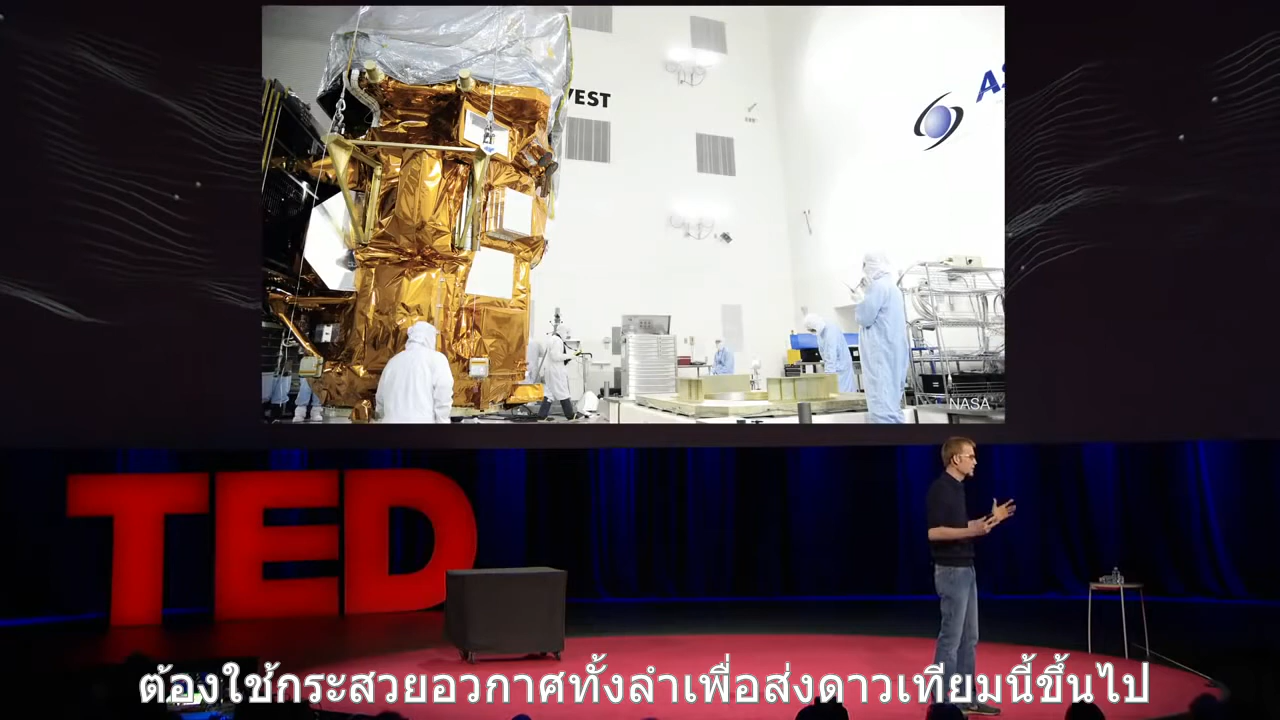 VEST
AS
NASA
TED
ต้องใช้กระสวยอวกาศทั้งลำเพื่อส่งดาวเทียมนี้ขึ้นไป